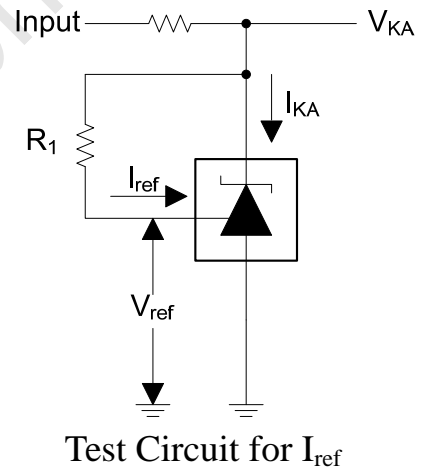 Input
V_KA
I_KA
R_1
I_ref
V_ref
Test Circuit for I_ref